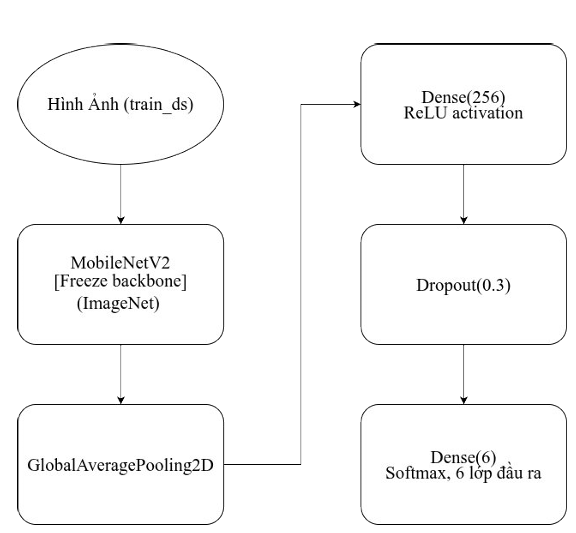 Hình Ảnh (train_ds)
MobileNetV2
[Freeze backbone]
(ImageNet)
GlobalAveragePooling2D
Dense(256)
ReLU activation
Dropout(0.3)
Dense(6)
Softmax, 6 lớp đầu ra